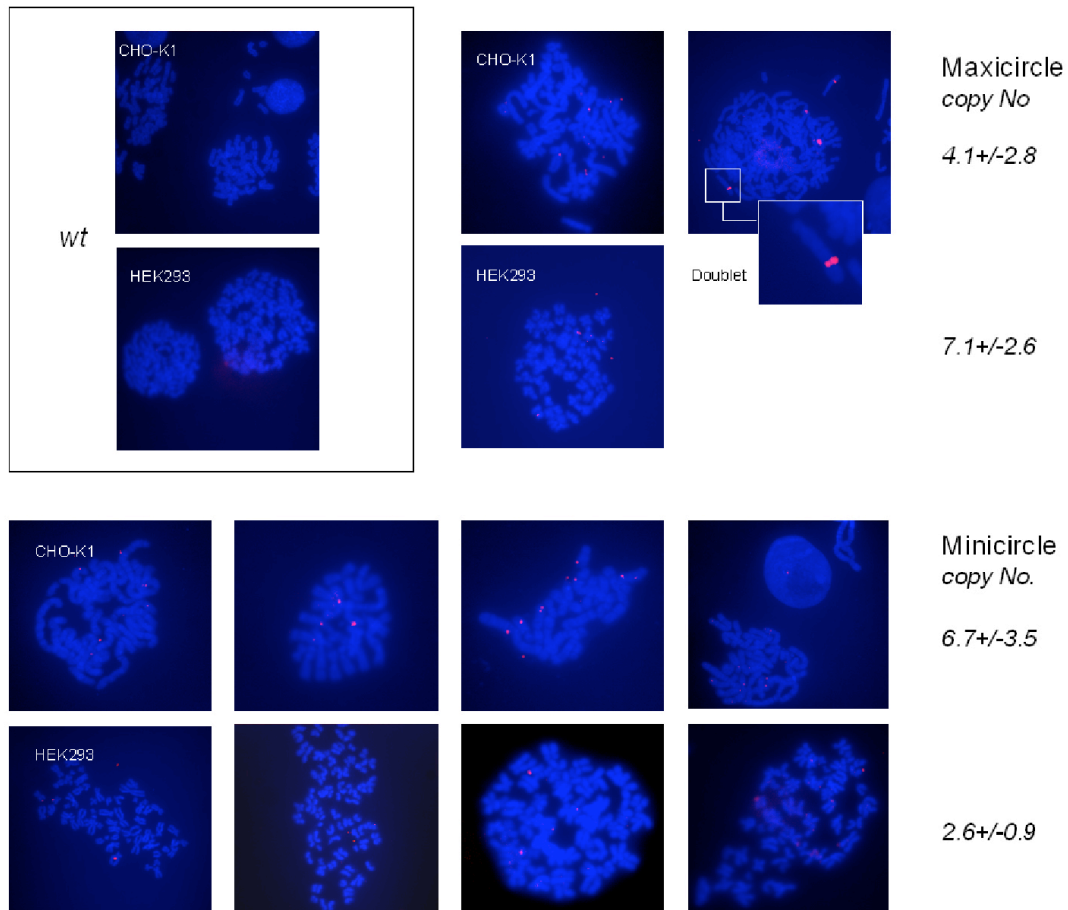 CHO-K1
wt
HEK293
CHO-K1
Doublet
HEK293
Maxicircle
copy No
4.1+/-2.8
7.1+/-2.6
CHO-K1
HEK293
Minicircle
copy No.
6.7+/-3.5
2.6+/-0.9